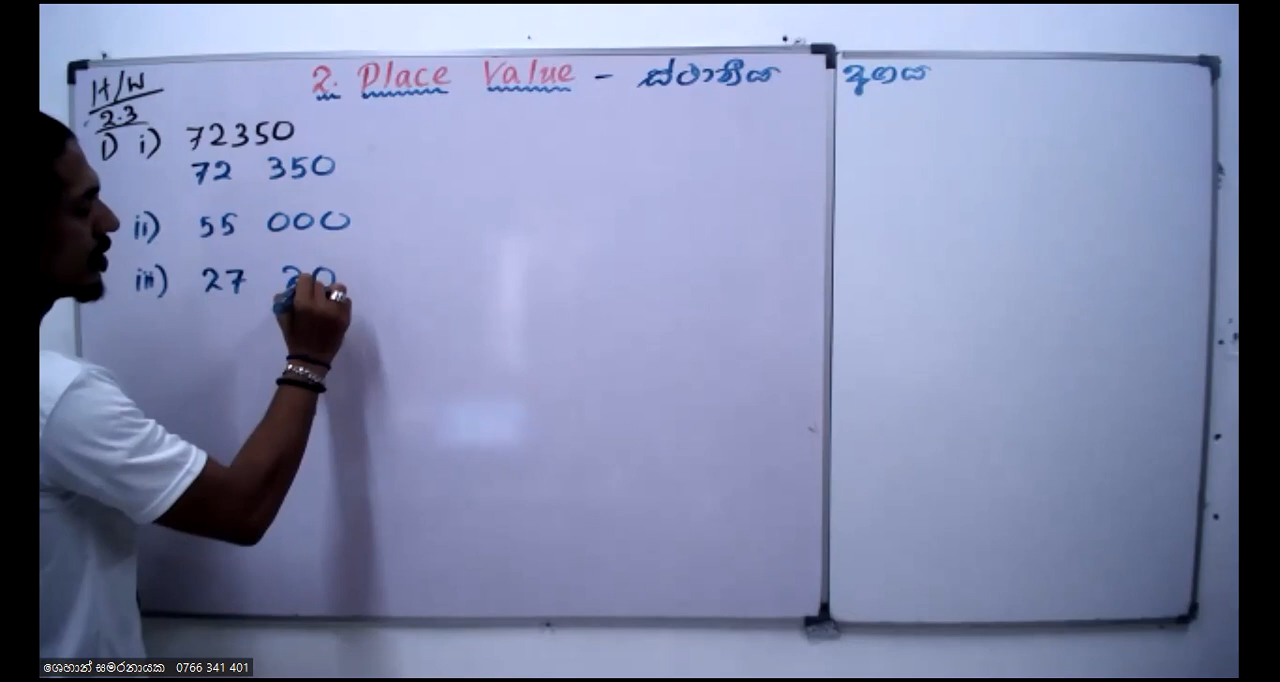 2. Place Value - ස්ථානීය අගය
H/W
2.3
1) i) 72350
72 350
ii) 55 000
iii) 27 20
ශෙහාන් සමරනායක 0766 341 401